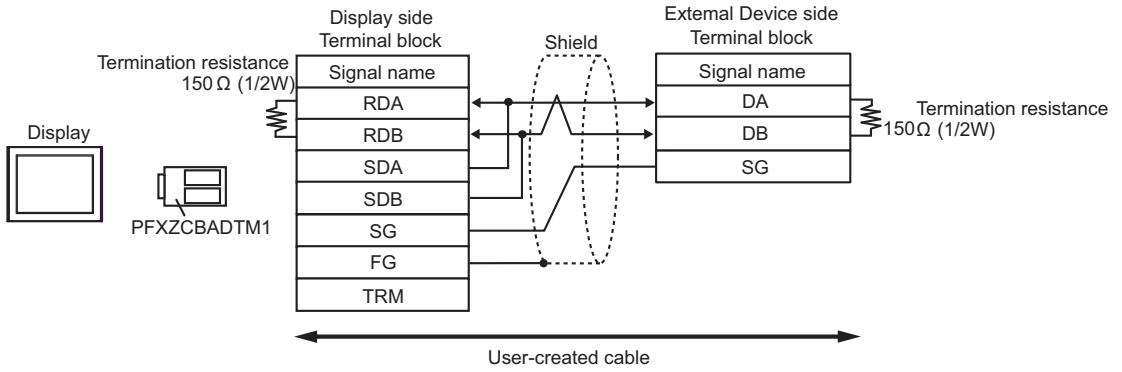 Display side
Terminal block
External Device side
Terminal block
Shield
Termination resistance
150 Ω (1/2W)
Signal name
RDA
RDB
SDA
SDB
SG
FG
TRM
Signal name
DA
DB
SG
Termination resistance
150Ω (1/2W)
Display
PFXZCBADTM1
User-created cable